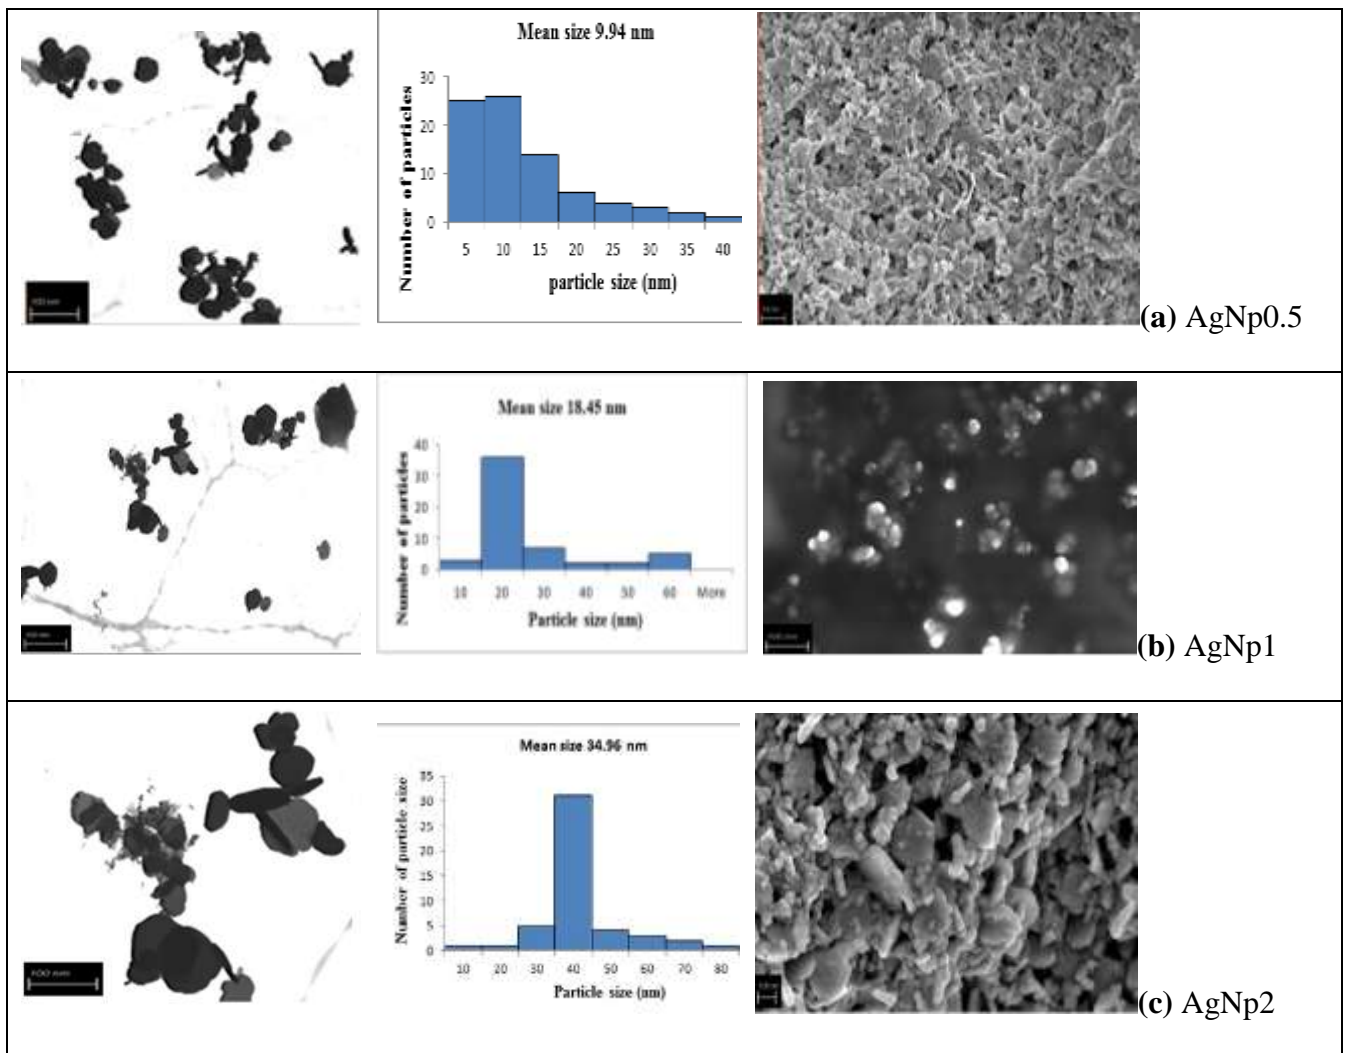 Mean size 9.94 nm
Number of particles
30
20
10
0
5 10 15 20 25 30 35 40
particle size (nm)
(a) AgNp0.5
Mean size 18.45 nm
Number of particles
40
30
20
10
0
10 20 30 40 50 60 More
Particle size (nm)
(b) AgNp1
Mean size 34.96 nm
Number of particle size
35
30
25
20
15
10
5
0
10 20 30 40 50 60 70 80
Particle size (nm)
100 nm
(c) AgNp2